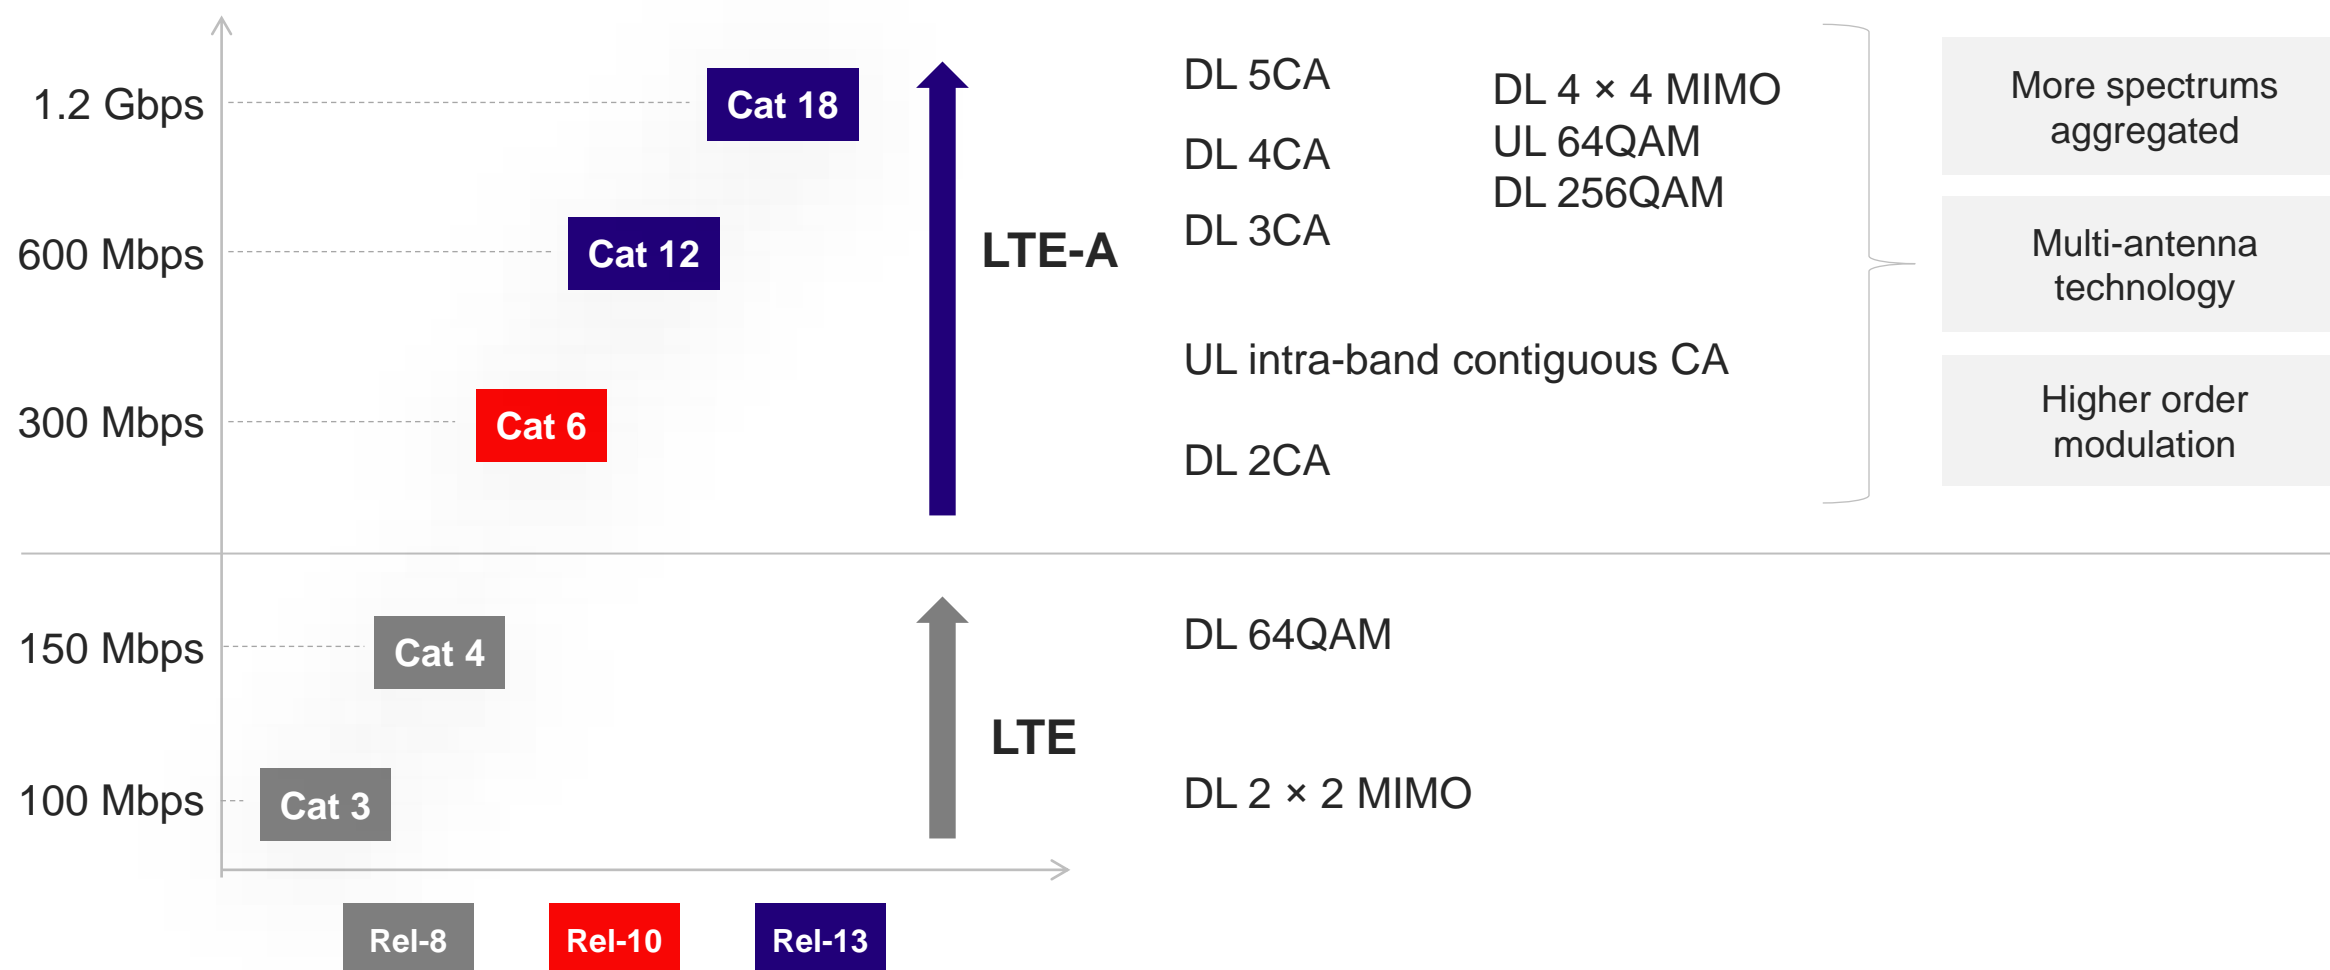 1.2 Gbps
Cat 18
600 Mbps
Cat 12
300 Mbps
Cat 6
LTE-A
DL 5CA
DL 4CA
DL 3CA
DL 4 × 4 MIMO
UL 64QAM
DL 256QAM
UL intra-band contiguous CA
DL 2CA
More spectrums
aggregated
Multi-antenna
technology
Higher order
modulation
150 Mbps
Cat 4
100 Mbps
Cat 3
LTE
DL 64QAM
DL 2 × 2 MIMO
Rel-8
Rel-10
Rel-13